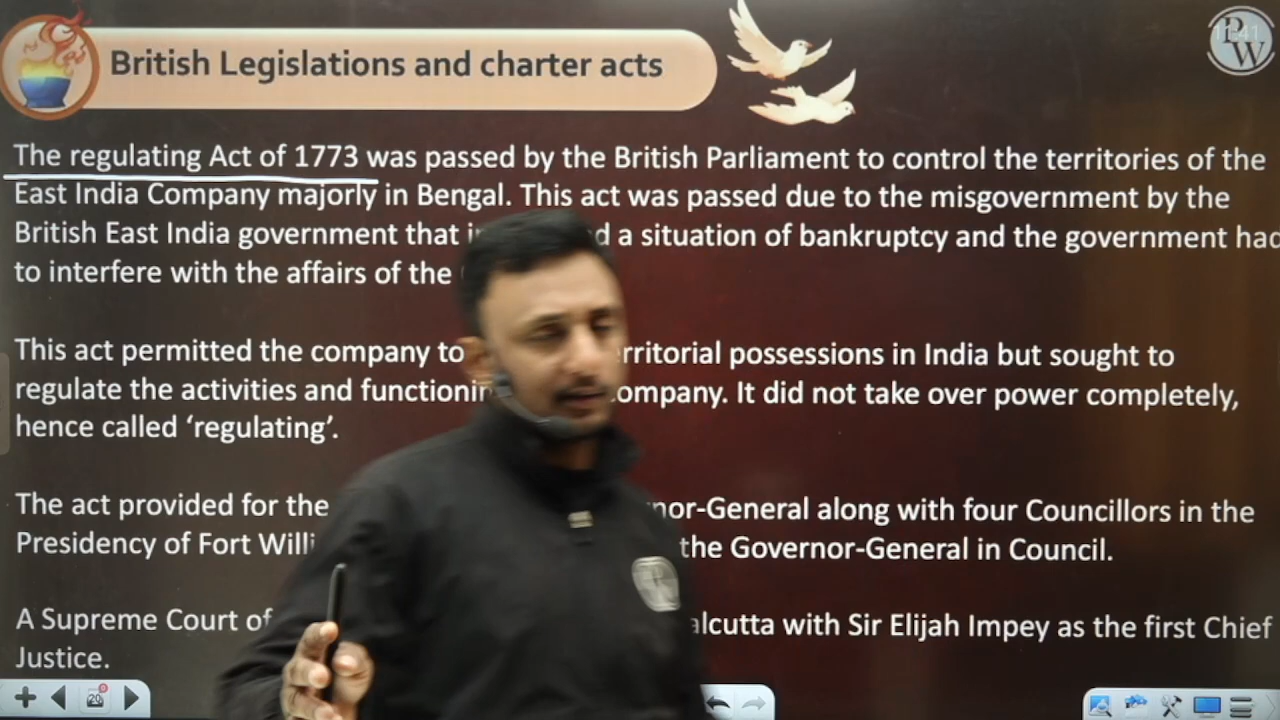 British Legislations and charter acts
PW
The regulating Act of 1773 was passed by the British Parliament to control the territories of the
East India Company majorly in Bengal. This act was passed due to the misgovernment by the
British East India government that a situation of bankruptcy and the government had
to interfere with the affairs of the
This act permitted the company to possessions in India but sought to
regulate the activities and It did not take over power completely,
hence called ‘regulating’.
The act provided for the along with four Councillors in the
Presidency of Fort the Governor-General in Council.
A Supreme Court of with Sir Elijah Impey as the first Chief
Justice.
20